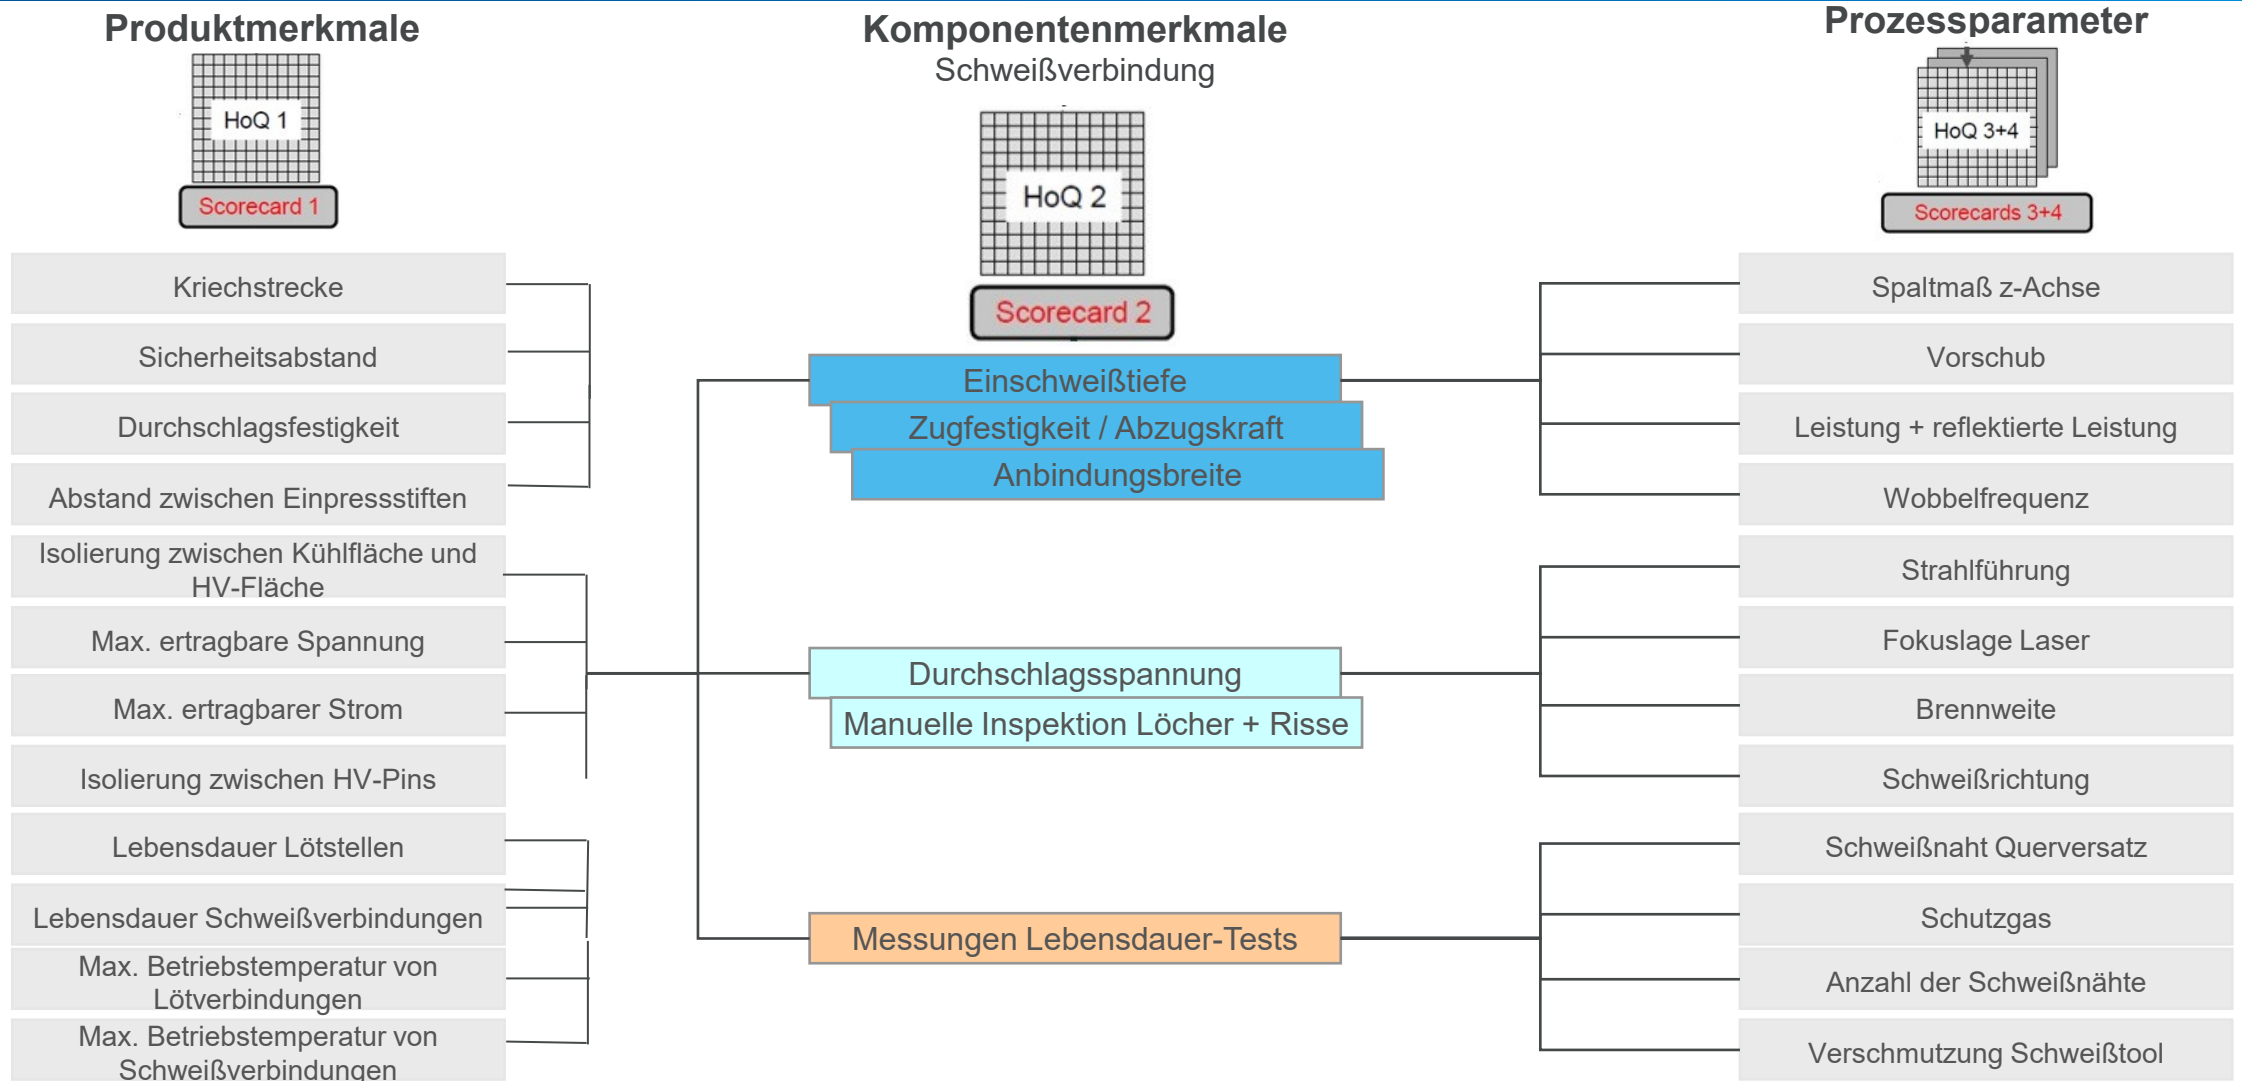 Produktmerkmale
HoQ 1
Scorecard 1
Kriechstrecke
Sicherheitsabstand
Durchschlagsfestigkeit
Abstand zwischen Einpressstiften
Isolierung zwischen Kühlfläche und
HV-Fläche
Max. ertragbare Spannung
Max. ertragbarer Strom
Isolierung zwischen HV-Pins
Lebensdauer Lötstellen
Lebensdauer Schweißverbindungen
Max. Betriebstemperatur von
Lötverbindungen
Max. Betriebstemperatur von
Schweißverbindungen
Komponentenmerkmale
Schweißverbindung
HoQ 2
Scorecard 2
Einschweißtiefe
Zugfestigkeit / Abzugskraft
Anbindungsbreite
Durchschlagsspannung
Manuelle Inspektion Löcher + Risse
Messungen Lebensdauer-Tests
Prozessparameter
HoQ 3+4
Scorecards 3+4
Spaltmaß z-Achse
Vorschub
Leistung + reflektierte Leistung
Wobbelfrequenz
Strahlführung
Fokuslage Laser
Brennweite
Schweißrichtung
Schweißnaht Querversatz
Schutzgas
Anzahl der Schweißnähte
Verschmutzung Schweißtool